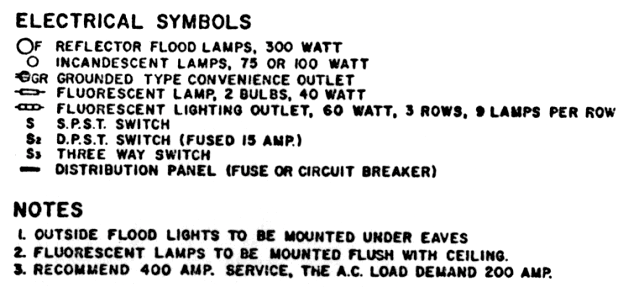 ELECTRICAL SYMBOLS
F REFLECTOR FLOOD LAMPS, 300 WATT
INCANDESCENT LAMPS, 75 OR 100 WATT
GR GROUNDED TYPE CONVENIENCE OUTLET
FLUORESCENT LAMP, 2 BULBS, 40 WATT
FLUORESCENT LIGHTING OUTLET, 60 WATT, 3 ROWS, 9 LAMPS PER ROW
S S.P.S.T. SWITCH
S2 D.P.S.T. SWITCH (FUSED 15 AMP.)
S3 THREE WAY SWITCH
DISTRIBUTION PANEL (FUSE OR CIRCUIT BREAKER)
NOTES
1. OUTSIDE FLOOD LIGHTS TO BE MOUNTED UNDER EAVES
2. FLUORESCENT LAMPS TO BE MOUNTED FLUSH WITH CEILING.
3. RECOMMEND 400 AMP. SERVICE, THE A.C. LOAD DEMAND 200 AMP.